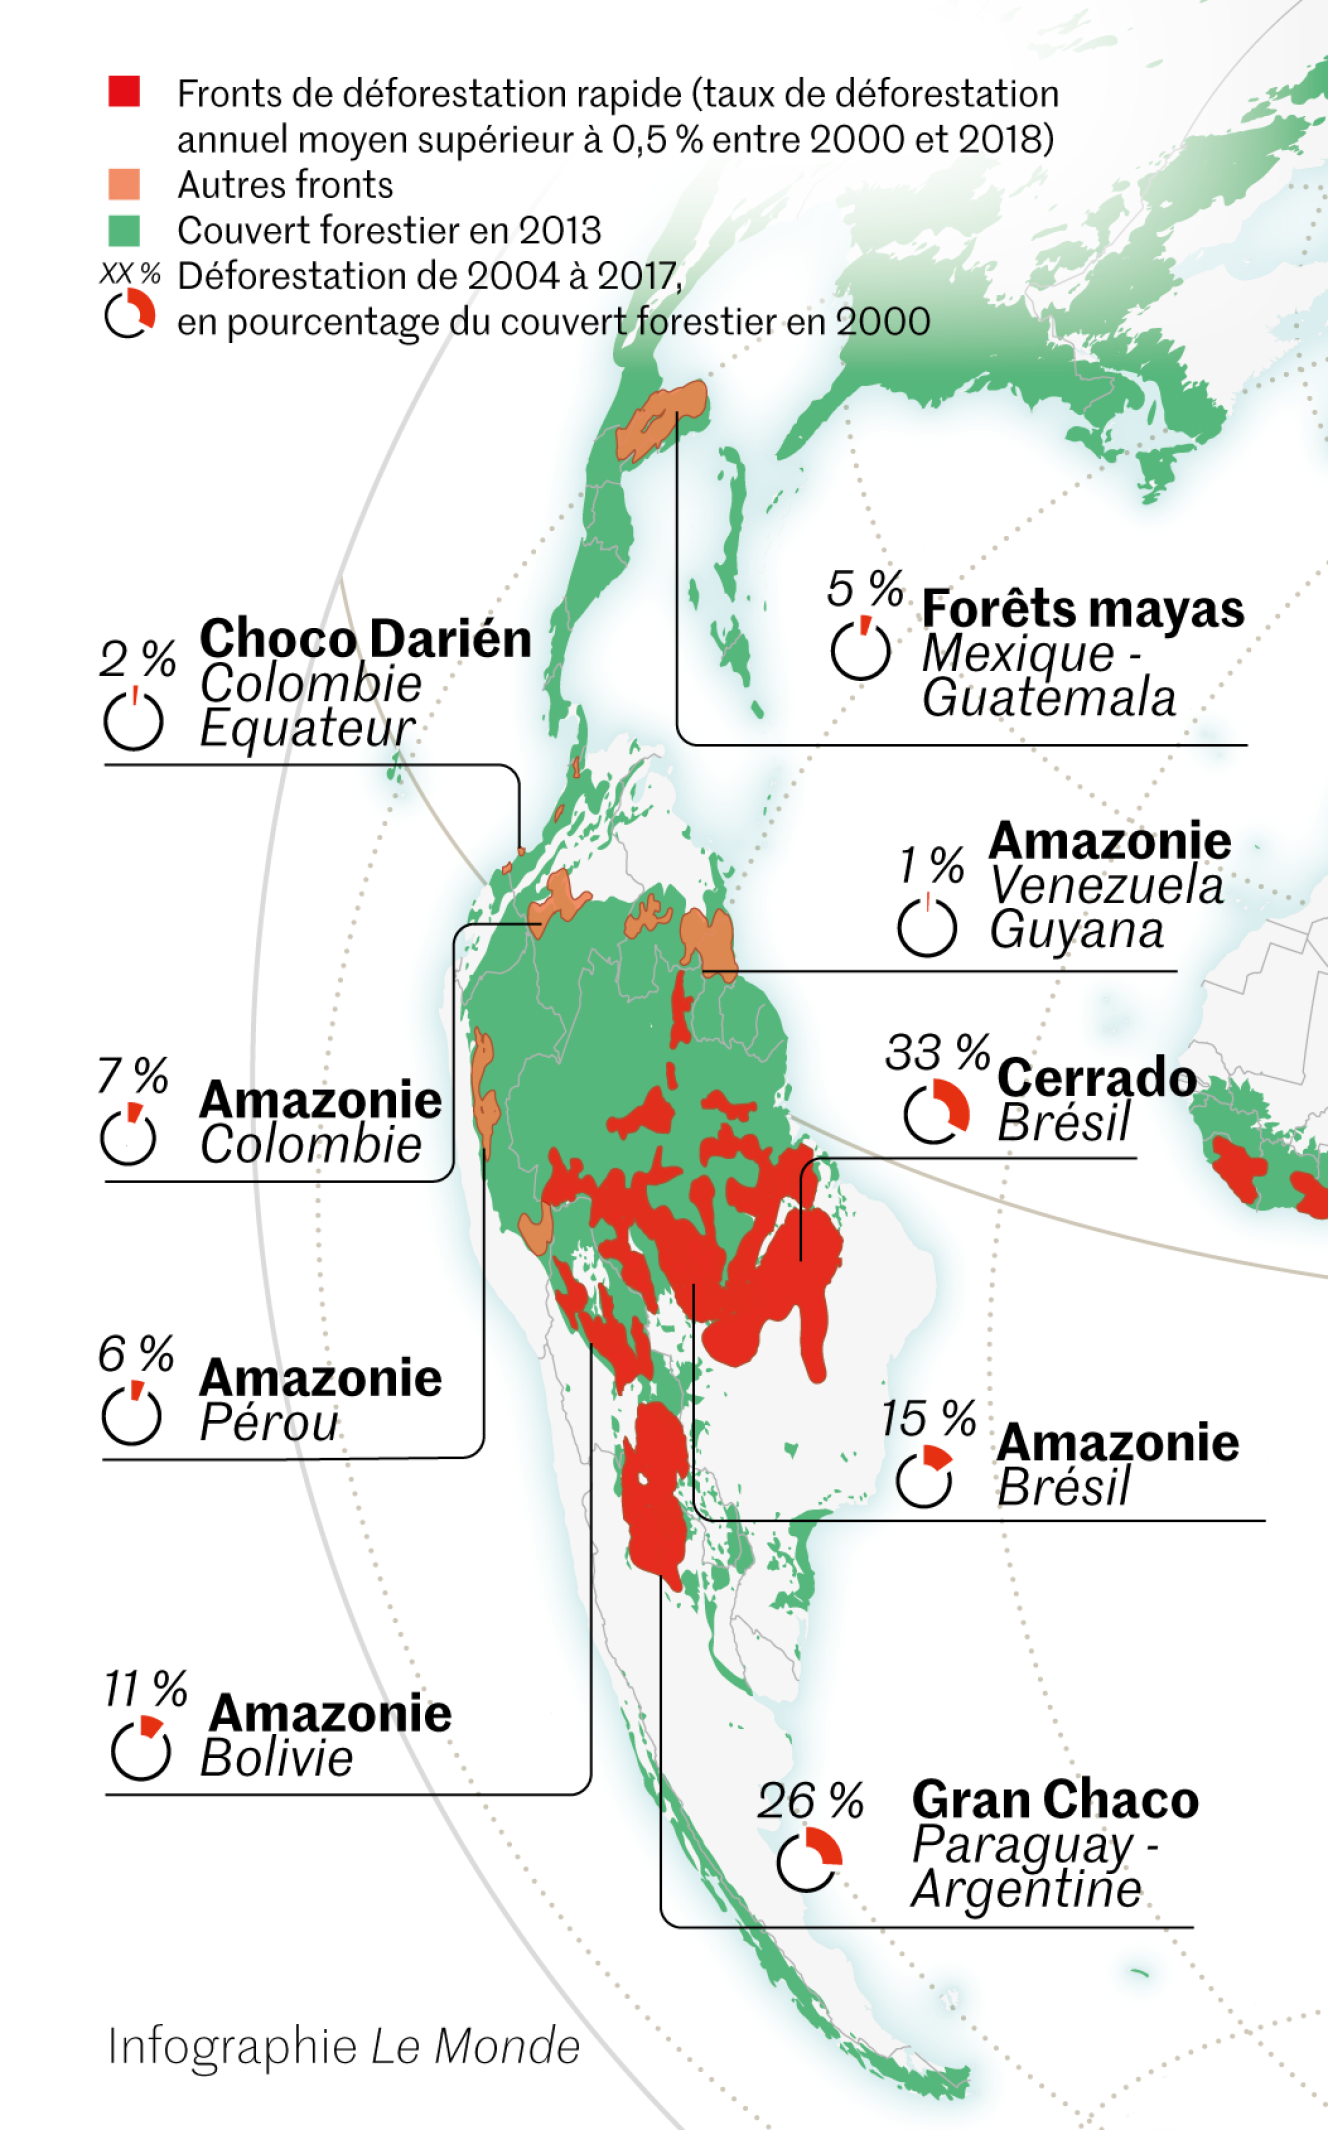 Fronts de déforestation rapide (taux de déforestation
annuel moyen supérieur à 0,5 % entre 2000 et 2018)
Autres fronts
Couvert forestier en 2013
XX %
Déforestation de 2004 à 2017,
en pourcentage du couvert forestier en 2000
5 %
Forêts mayas
Mexique -
Guatemala
2 %
Choco Darién
Colombie
Equateur
1 %
Amazonie
Venezuela
Guyana
33 %
Cerrado
Brésil
7 %
Amazonie
Colombie
6 %
Amazonie
Pérou
15 %
Amazonie
Brésil
11 %
Amazonie
Bolivie
26 %
Gran Chaco
Paraguay -
Argentine
Infographie Le Monde